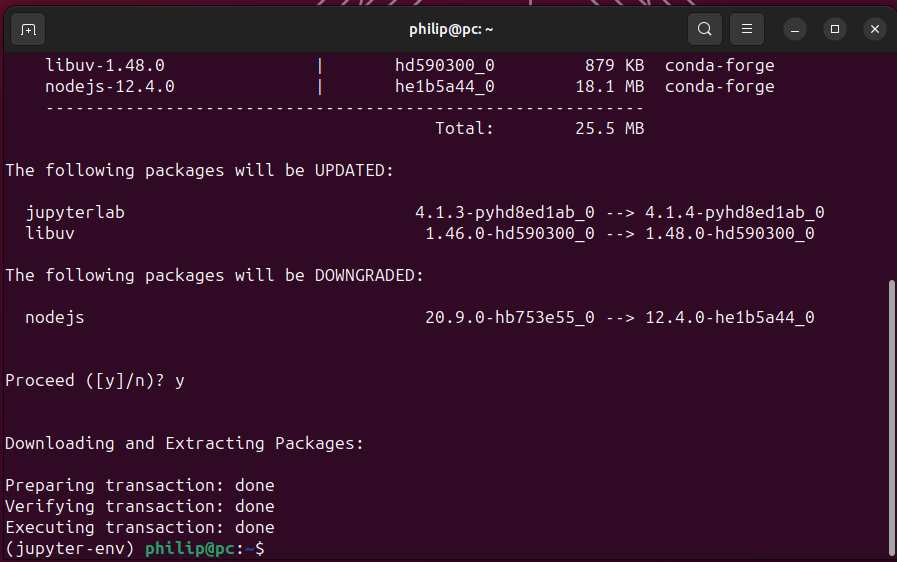 philip@pc: ~
libuv-1.48.0 | hd590300_0 879 KB conda-forge
nodejs-12.4.0 | he1b5a44_0 18.1 MB conda-forge
------------------------------------------------------------
Total: 25.5 MB
The following packages will be UPDATED:
jupyterlab 4.1.3-pyhd8ed1ab_0 --> 4.1.4-pyhd8ed1ab_0
libuv 1.46.0-hd590300_0 --> 1.48.0-hd590300_0
The following packages will be DOWNGRADED:
nodejs 20.9.0-hb753e55_0 --> 12.4.0-he1b5a44_0
Proceed ([y]/n)? y
Downloading and Extracting Packages:
Preparing transaction: done
Verifying transaction: done
Executing transaction: done
(jupyter-env) philip@pc:~$